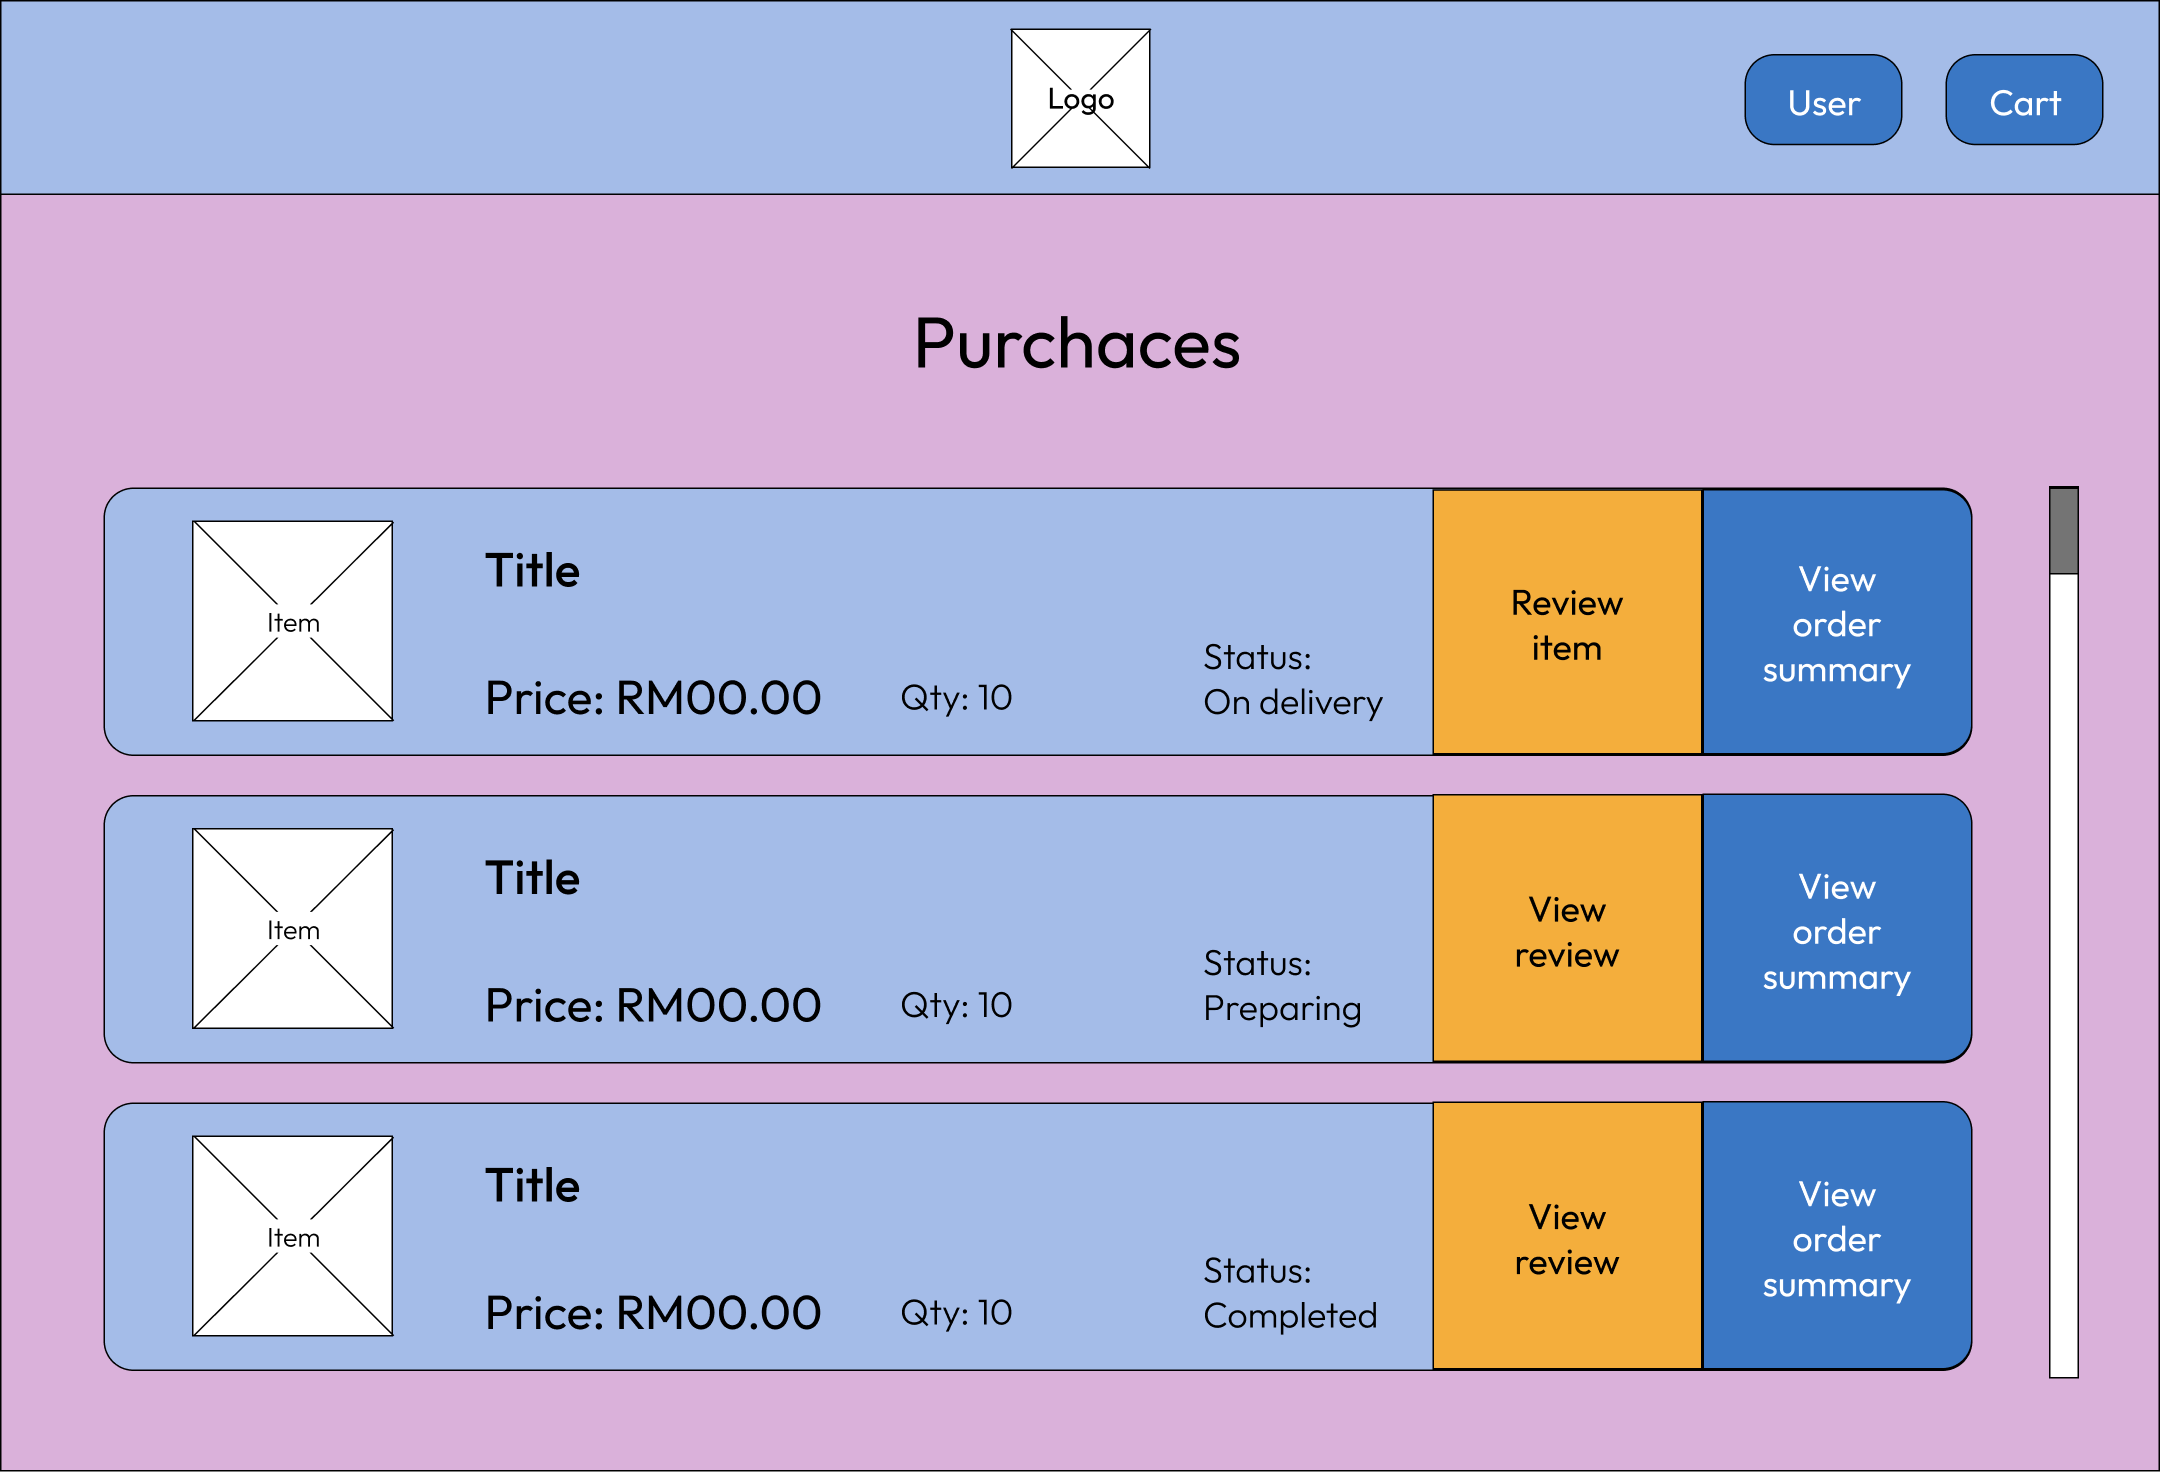 Logo
User
Cart
Purchaces
Item
Title
Price: RM00.00
Qty: 10
Status:
On delivery
Review
item
View
order
summary
Item
Title
Price: RM00.00
Qty: 10
Status:
Preparing
View
review
View
order
summary
Item
Title
Price: RM00.00
Qty: 10
Status:
Completed
View
review
View
order
summary